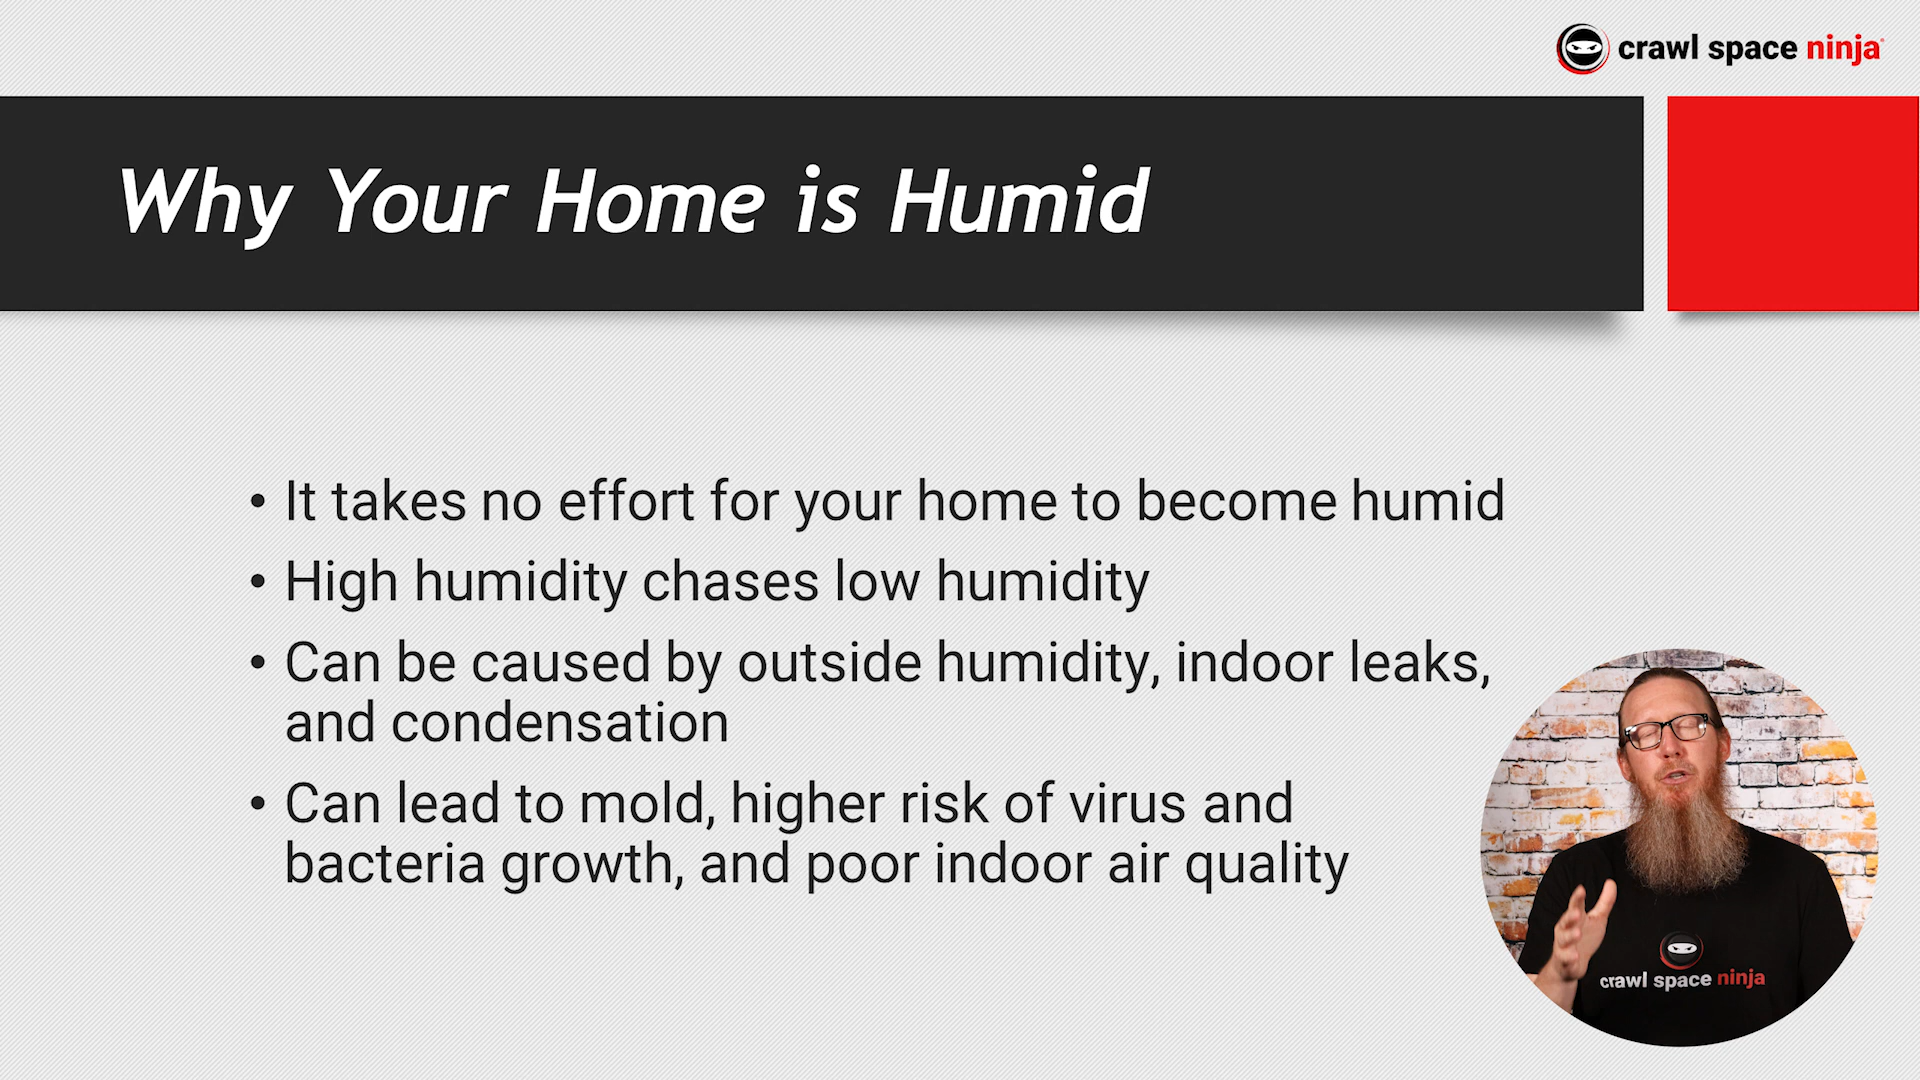 crawl space ninja
Why Your Home is Humid
• It takes no effort for your home to become humid
• High humidity chases low humidity
• Can be caused by outside humidity, indoor leaks,
and condensation
• Can lead to mold, higher risk of virus and
bacteria growth, and poor indoor air quality
crawl space ninja